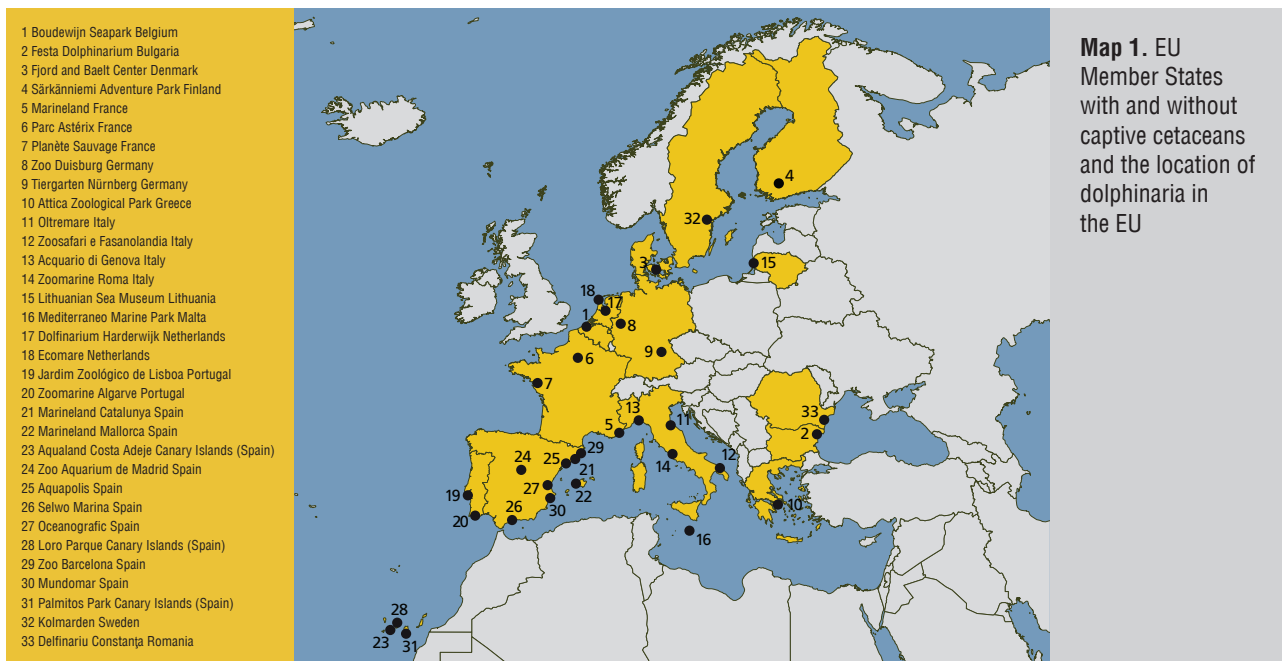 1 Boudewijn Seapark Belgium
2 Festa Dolphinarium Bulgaria
3 Fjord and Baelt Center Denmark
4 Särkänniemi Adventure Park Finland
5 Marineland France
6 Parc Astérix France
7 Planète Sauvage France
8 Zoo Duisburg Germany
9 Tiergarten Nürnberg Germany
10 Attica Zoological Park Greece
11 Oltremare Italy
12 Zoosafari e Fasanolandia Italy
13 Acquario di Genova Italy
14 Zoomarine Roma Italy
15 Lithuanian Sea Museum Lithuania
16 Mediterraneo Marine Park Malta
17 Dolfinarium Harderwijk Netherlands
18 Ecomare Netherlands
19 Jardim Zoológico de Lisboa Portugal
20 Zoomarine Algarve Portugal
21 Marineland Catalunya Spain
22 Marineland Mallorca Spain
23 Aqualand Costa Adeje Canary Islands (Spain)
24 Zoo Aquarium de Madrid Spain
25 Aquapolis Spain
26 Selwo Marina Spain
27 Oceanografic Spain
28 Loro Parque Canary Islands (Spain)
29 Zoo Barcelona Spain
30 Mundomar Spain
31 Palmitos Park Canary Islands (Spain)
32 Kolmarden Sweden
33 Delfinariu Constanţa Romania
4
32
3
15
18
17
1
8
9
6
7
13
5
11
33
2
29
24
25
21
14
12
27
22
19
30
10
20
26
16
28
23
31
Map 1. EU
Member States
with and without
captive cetaceans
and the location of
dolphinaria in
the EU